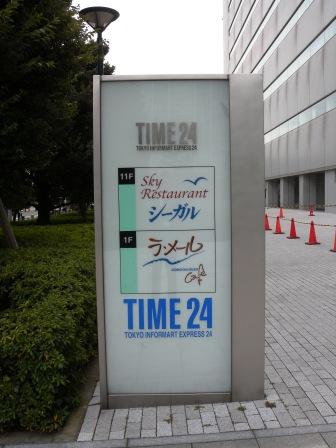 TIME 24
TOKYO INFORMART EXPRESS 24
11F
Sky
Restaurant
シーガル
1F
ラ・メール
TIME 24
TOKYO INFORMART EXPRESS 24